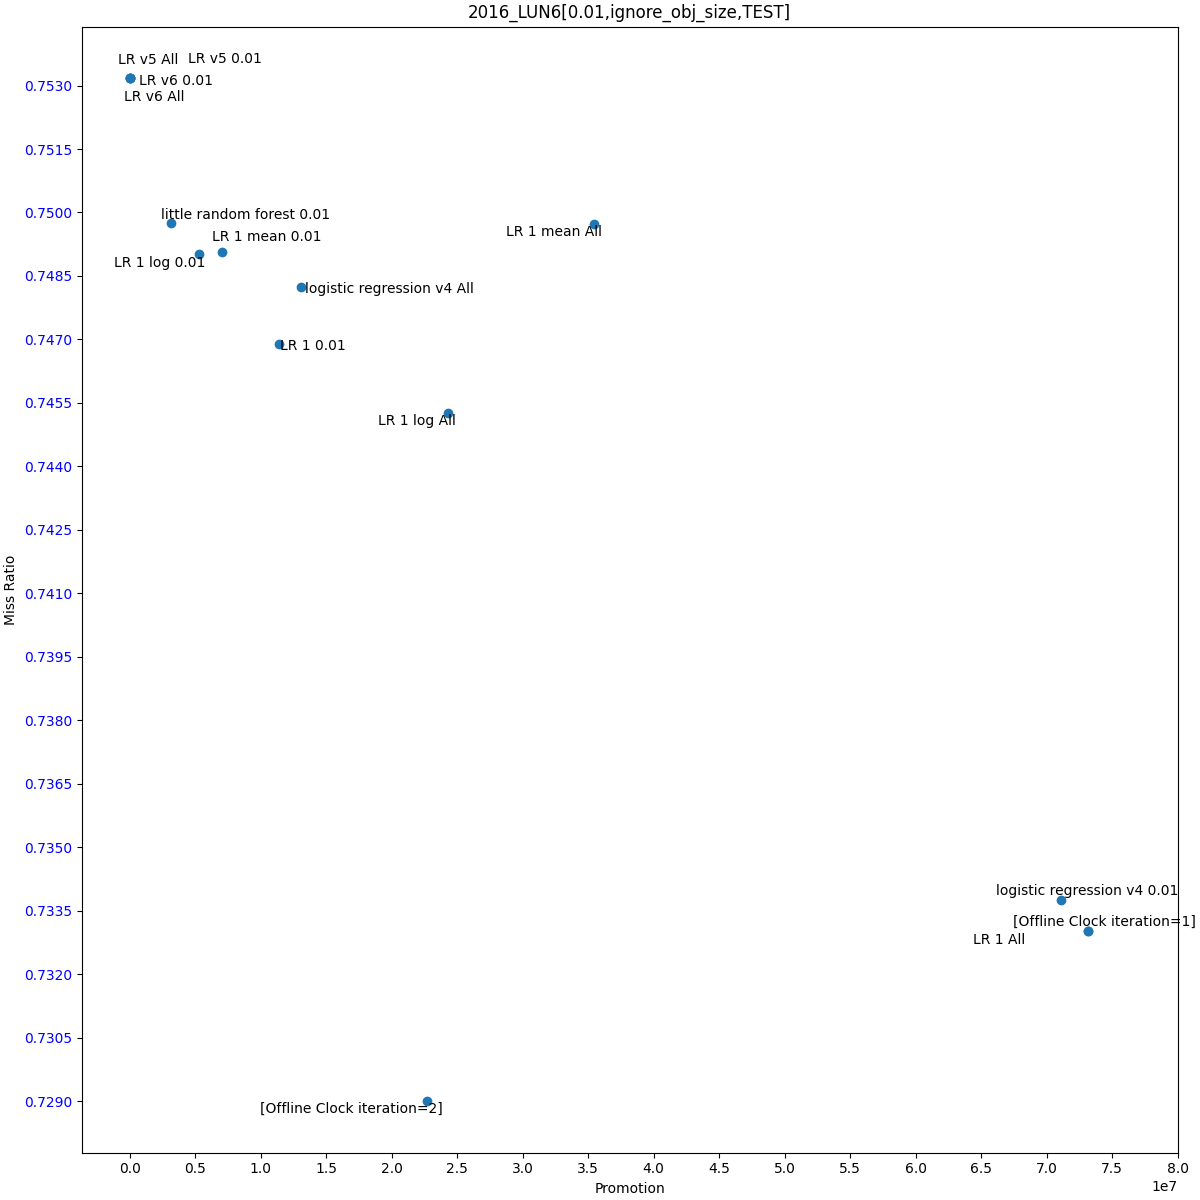 2016_LUN6[0.01,ignore_obj_size,TEST]
LR v5 All
LR v5 0.01
LR v6 0.01
LR v6 All
little random forest 0.01
LR 1 mean 0.01
LR 1 mean All
LR 1 log 0.01
logistic regression v4 All
LR 1 0.01
LR 1 log All
logistic regression v4 0.01
[Offline Clock iteration=1]
LR 1 All
[Offline Clock iteration=2]
0.7530
0.7515
0.7500
0.7485
0.7470
0.7455
0.7440
0.7425
0.7410
0.7395
0.7380
0.7365
0.7350
0.7335
0.7320
0.7305
0.7290
Miss Ratio
0.0 0.5 1.0 1.5 2.0 2.5 3.0 3.5 4.0 4.5 5.0 5.5 6.0 6.5 7.0 7.5 8.0
1e7
Promotion